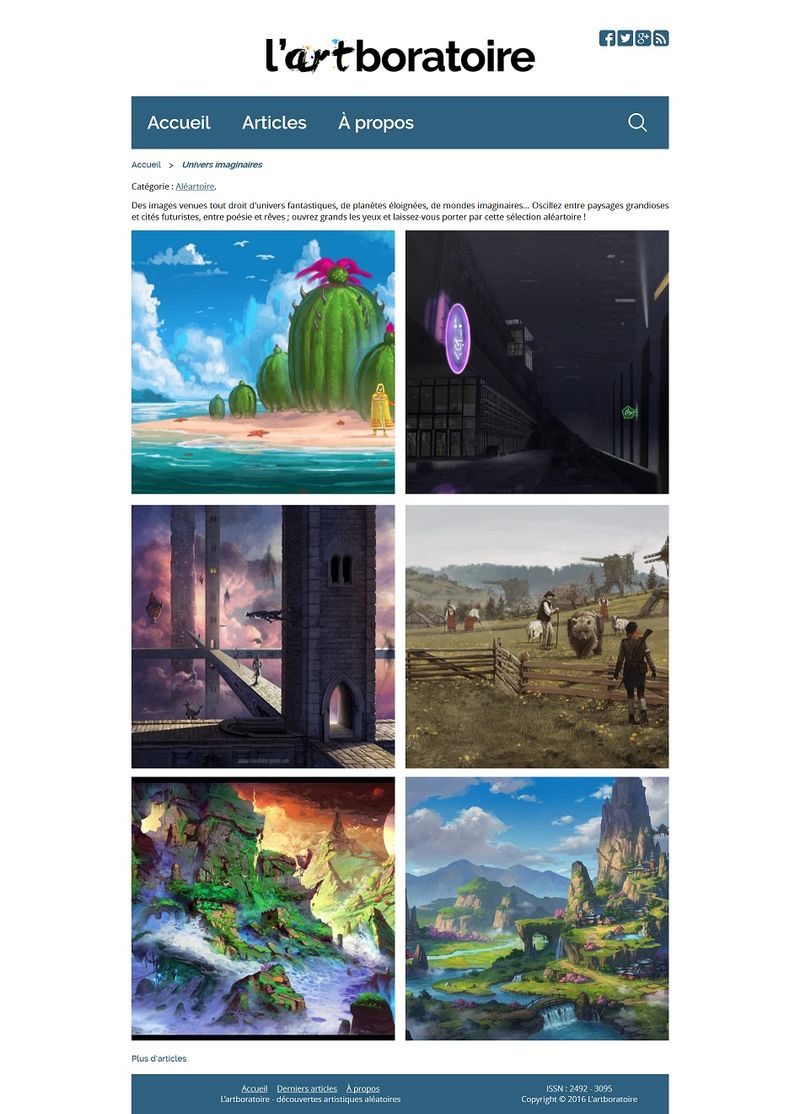 l'artboratoire
Accueil Articles À propos
Accueil > Univers imaginaires
Catégorie : Aléartoire.
Des images venues tout droit d'univers fantastiques, de planètes éloignées, de mondes imaginaires... Oscillez entre paysages grandioses
et cités futuristes, entre poésie et rêves ; ouvrez grands les yeux et laissez-vous porter par cette sélection aléartoire !
Plus d'articles
Accueil Derniers articles À propos
L'artboratoire - découvertes artistiques aléatoires
ISSN : 2492 - 3095
Copyright © 2016 L'artboratoire